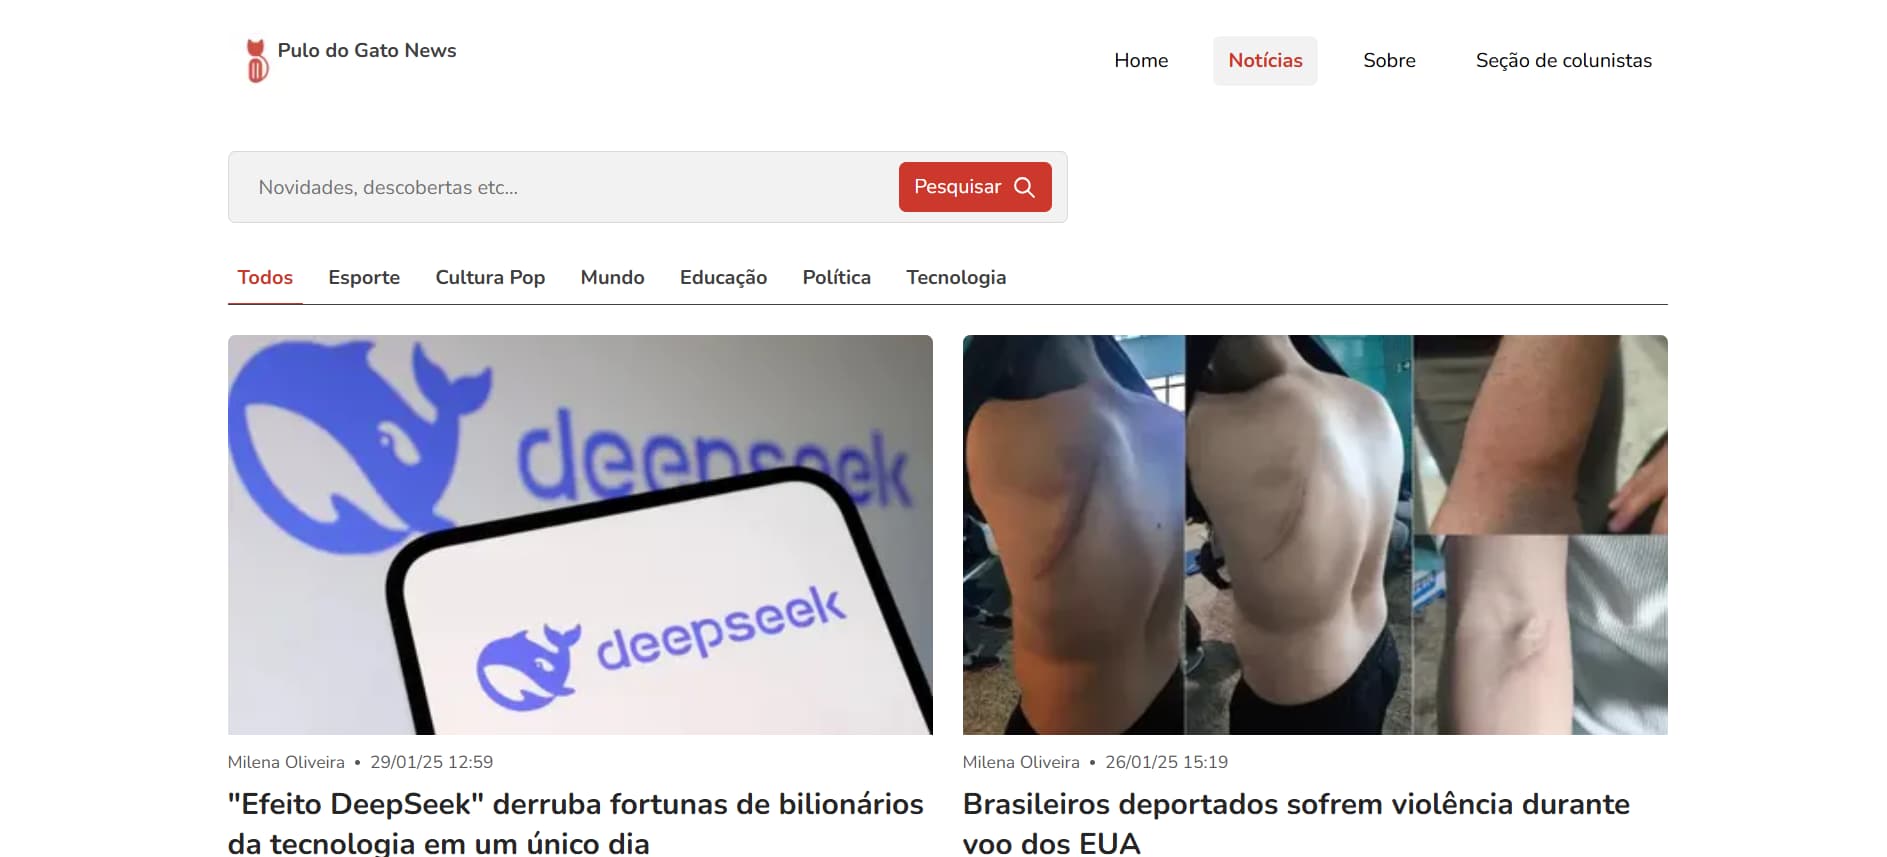 Pulo do Gato News
Home
Notícias
Sobre
Seção de colunistas
Novidades, descobertas etc...
Pesquisar
Todos
Esporte
Cultura Pop
Mundo
Educação
Política
Tecnologia
deepseek
deepseek
Milena Oliveira • 29/01/25 12:59
"Efeito DeepSeek" derruba fortunas de bilionários
da tecnologia em um único dia
Milena Oliveira • 26/01/25 15:19
Brasileiros deportados sofrem violência durante
voo dos EUA